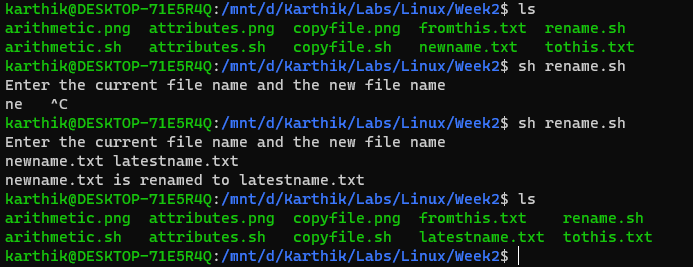 karthik@DESKTOP-71E5R4Q:/mnt/d/Karthik/Labs/Linux/Week2$ ls
arithmetic.png  attributes.png  copyfile.png  fromthis.txt  rename.sh
arithmetic.sh   attributes.sh   copyfile.sh   newname.txt   tothis.txt
karthik@DESKTOP-71E5R4Q:/mnt/d/Karthik/Labs/Linux/Week2$ sh rename.sh
Enter the current file name and the new file name
ne   ^C
karthik@DESKTOP-71E5R4Q:/mnt/d/Karthik/Labs/Linux/Week2$ sh rename.sh
Enter the current file name and the new file name
newname.txt latestname.txt
newname.txt is renamed to latestname.txt
karthik@DESKTOP-71E5R4Q:/mnt/d/Karthik/Labs/Linux/Week2$ ls
arithmetic.png  attributes.png  copyfile.png  fromthis.txt    rename.sh
arithmetic.sh   attributes.sh   copyfile.sh   latestname.txt  tothis.txt
karthik@DESKTOP-71E5R4Q:/mnt/d/Karthik/Labs/Linux/Week2$